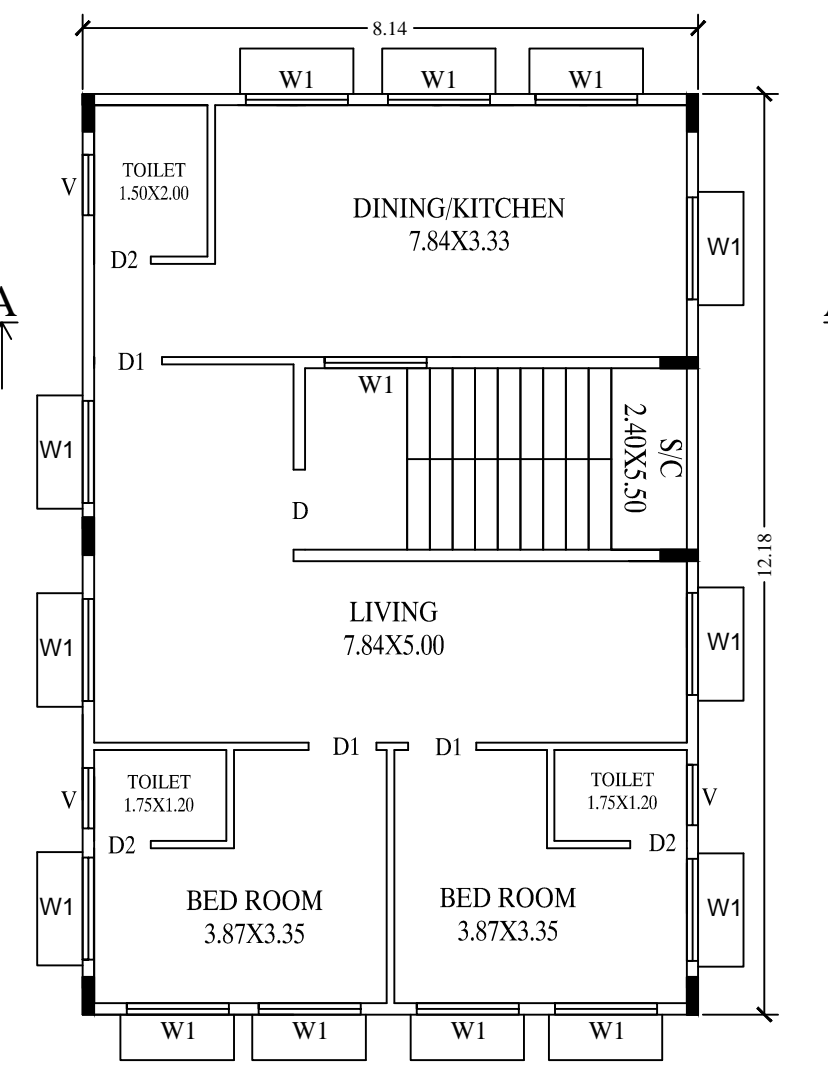 8.14
W1
W1
W1
TOILET
1.50X2.00
V
DINING/KITCHEN
7.84X3.33
W1
D2
A
D1
W1
W1
S/C
2.40X5.50
D
12.18
LIVING
7.84X5.00
W1
W1
D1
D1
TOILET
1.75X1.20
V
TOILET
1.75X1.20
V
D2
D2
BED ROOM
3.87X3.35
BED ROOM
3.87X3.35
W1
W1
W1
W1
W1
W1